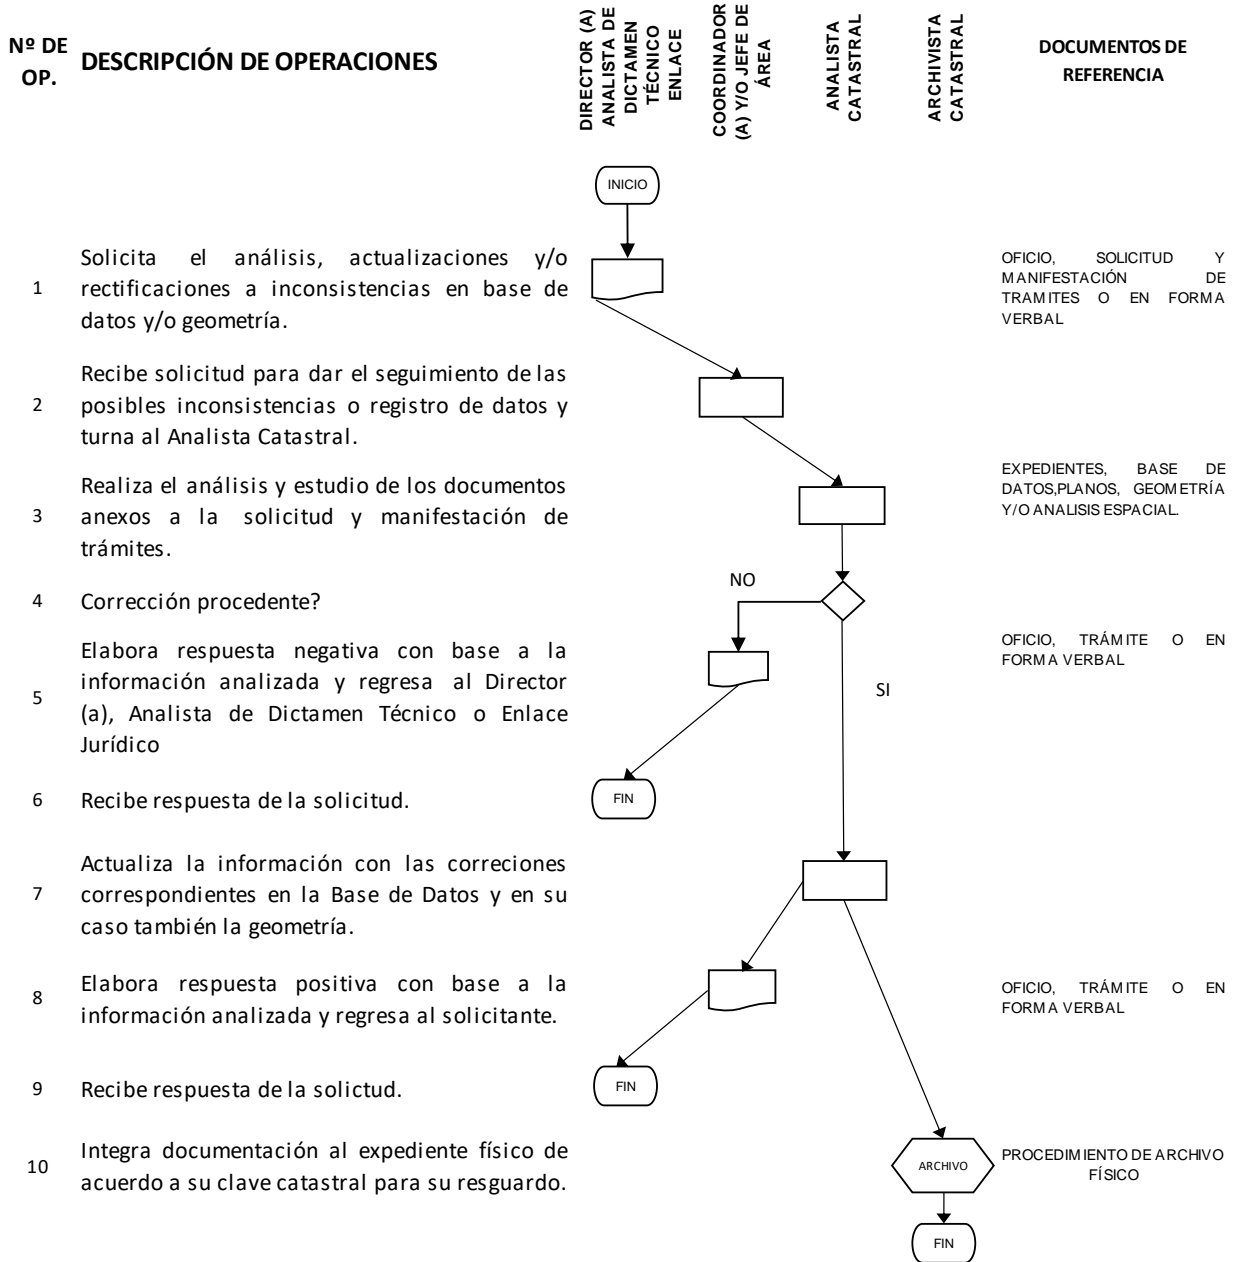 Nº DE
OP.
DESCRIPCIÓN DE OPERACIONES
DIRECTOR (A)
ANALISTA DE
DICTAMEN
TÉCNICO
ENLACE
COORDINADOR
(A) Y/O JEFE DE
ÁREA
ANALISTA
CATASTRAL
ARCHIVISTA
CATASTRAL
DOCUMENTOS DE
REFERENCIA
INICIO
1
Solicita el análisis, actualizaciones y/o
rectificaciones a inconsistencias en base de
datos y/o geometría.
OFICIO, SOLICITUD Y
MANIFESTACIÓN DE
TRAMITES O EN FORMA
VERBAL
2
Recibe solicitud para dar el seguimiento de las
posibles inconsistencias o registro de datos y
turna al Analista Catastral.
3
Realiza el análisis y estudio de los documentos
anexos a la solicitud y manifestación de
trámites.
EXPEDIENTES, BASE DE
DATOS,PLANOS, GEOMETRÍA
Y/O ANALISIS ESPACIAL.
4
Corrección procedente?
NO
SI
5
Elabora respuesta negativa con base a la
información analizada y regresa al Director
(a), Analista de Dictamen Técnico o Enlace
Jurídico
OFICIO, TRÁMITE O EN
FORMA VERBAL
6
Recibe respuesta de la solicitud.
FIN
7
Actualiza la información con las correciones
correspondientes en la Base de Datos y en su
caso también la geometría.
8
Elabora respuesta positiva con base a la
información analizada y regresa al solicitante.
OFICIO, TRÁMITE O EN
FORMA VERBAL
9
Recibe respuesta de la solictud.
FIN
10
Integra documentación al expediente físico de
acuerdo a su clave catastral para su resguardo.
ARCHIVO
PROCEDIMIENTO DE ARCHIVO
FÍSICO
FIN